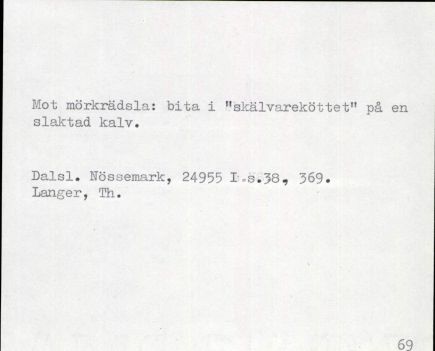 Mot mörkrädsla: bita i "skälvareköttet" på en
slaktad kalv.
Dalsl. Nössemark, 24955 I.s.38, 369.
Langer, Th.
69